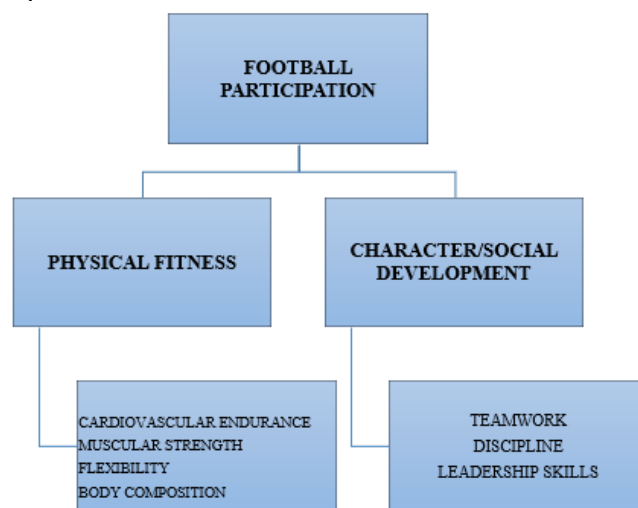 FOOTBALL
PARTICIPATION
PHYSICAL FITNESS
CHARACTER/SOCIAL
DEVELOPMENT
CARDIOVASCULAR ENDURANCE
MUSCULAR STRENGTH
FLEXIBILITY
BODY COMPOSITION
TEAMWORK
DISCIPLINE
LEADERSHIP SKILLS